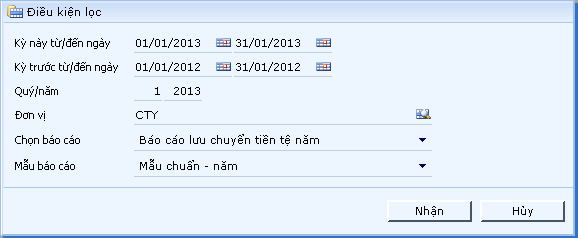 Điều kiện lọc
Kỳ này từ/đến ngày 01/01/2013 31/01/2013
Kỳ trước từ/đến ngày 01/01/2012 31/01/2012
Quý/năm 1 2013
Đơn vị CTY
Chọn báo cáo Báo cáo lưu chuyển tiền tệ năm
Mẫu báo cáo Mẫu chuẩn - năm
Nhận Hủy